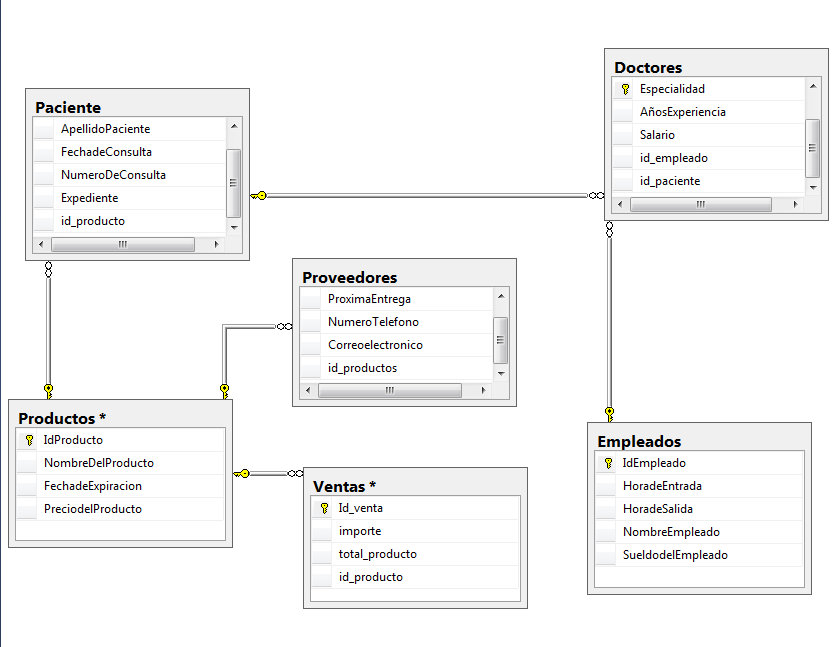 Paciente
ApellidoPaciente
FechadeConsulta
NumeroDeConsulta
Expediente
id_producto
Doctores
Especialidad
AñosExperiencia
Salario
id_empleado
id_paciente
Proveedores
ProximaEntrega
NumeroTelefono
Correoelectronico
id_productos
Productos *
IdProducto
NombreDelProducto
FechadeExpiracion
PreciodelProducto
Ventas *
Id_venta
importe
total_producto
id_producto
Empleados
IdEmpleado
HoradeEntrada
HoradeSalida
NombreEmpleado
SueldodelEmpleado